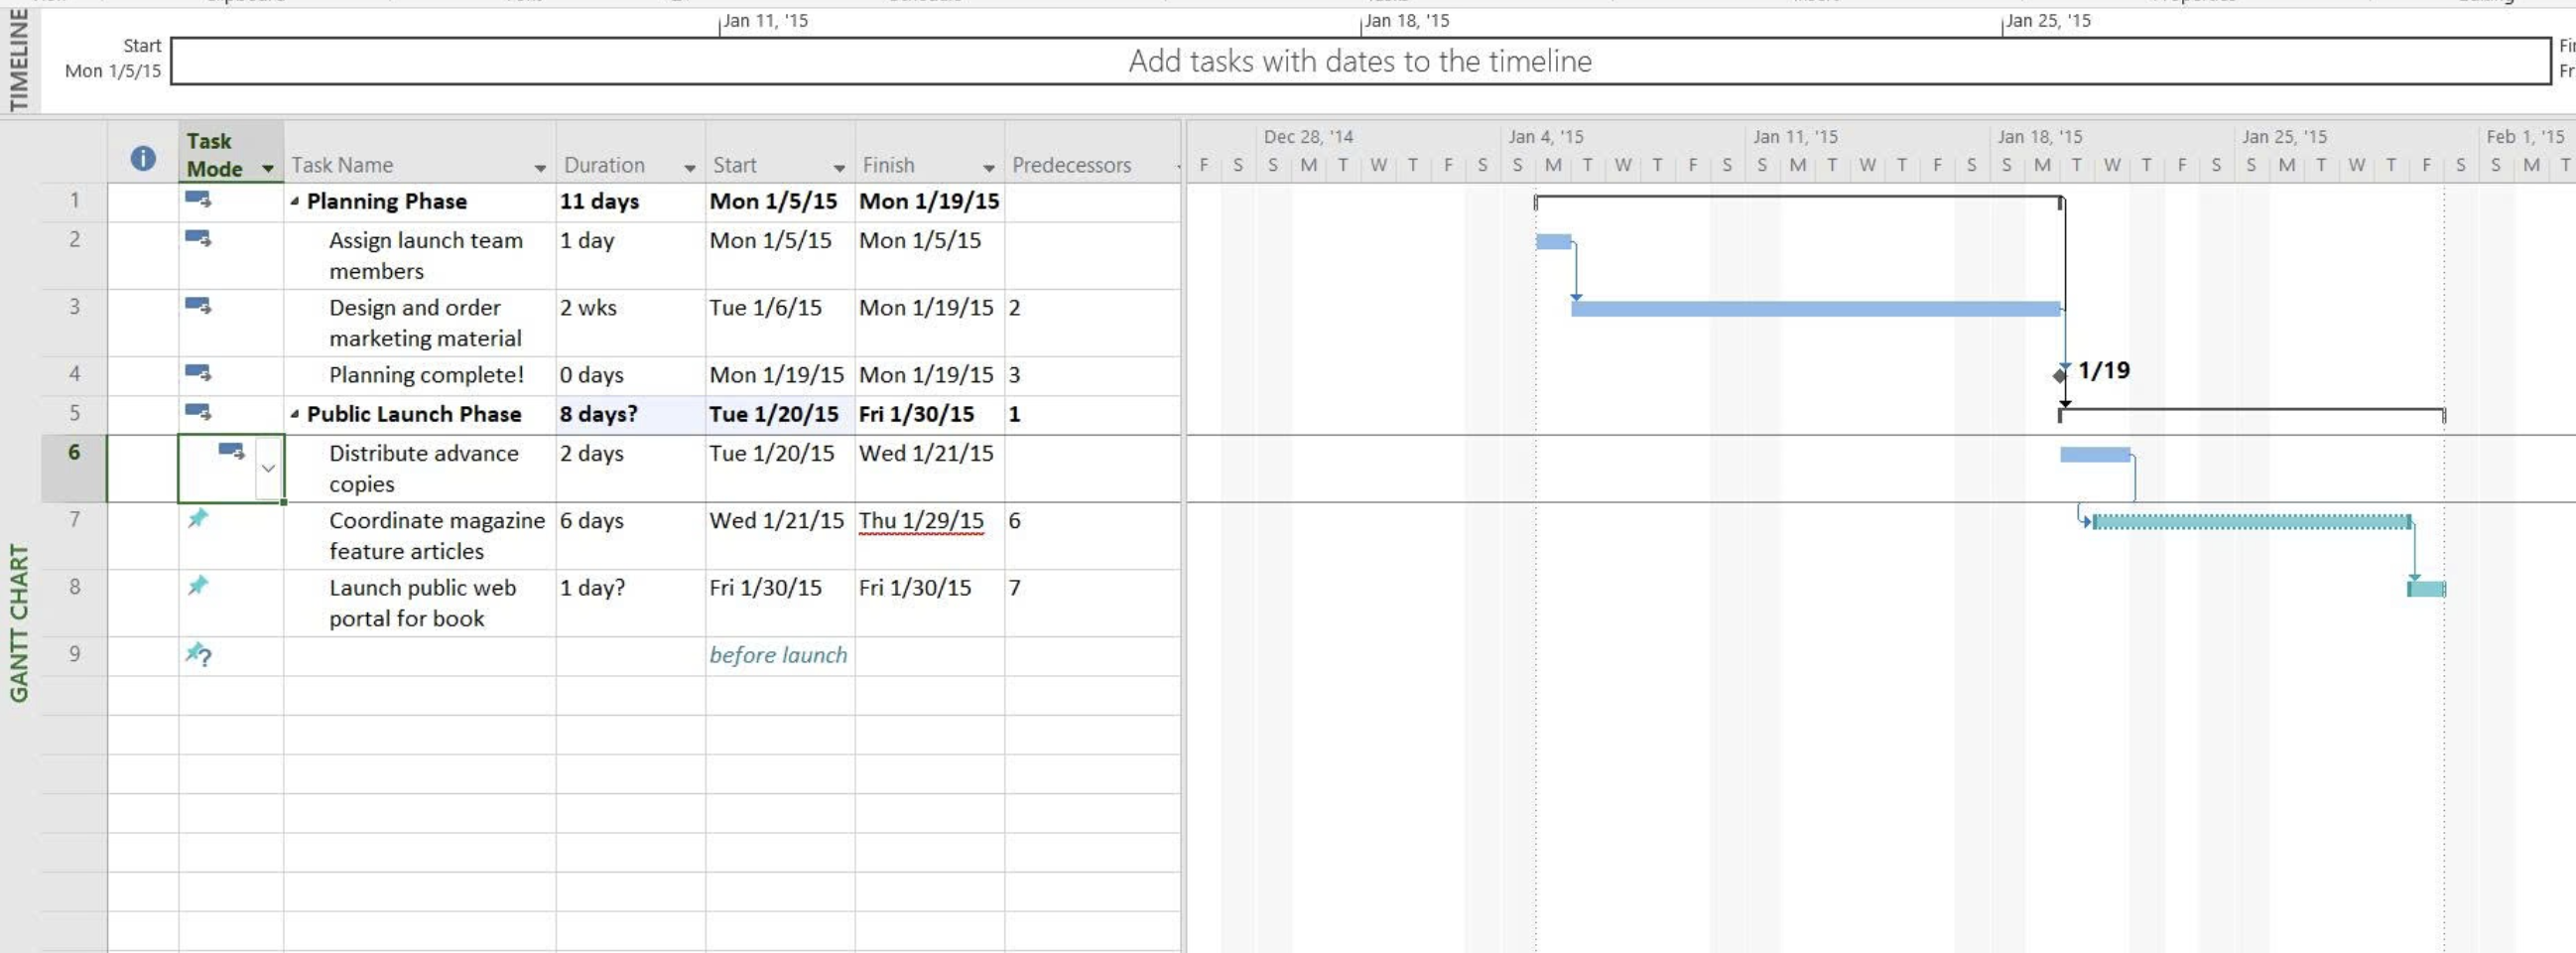 TIMELINE
Jan 11, '15 Jan 18, '15 Jan 25, '15
Start
Mon 1/5/15
Add tasks with dates to the timeline
GANTT CHART
Task Mode Task Name Duration Start Finish Predecessors
1 Planning Phase 11 days Mon 1/5/15 Mon 1/19/15
2 Assign launch team members 1 day Mon 1/5/15 Mon 1/5/15
3 Design and order marketing material 2 wks Tue 1/6/15 Mon 1/19/15 2
4 Planning complete! 0 days Mon 1/19/15 Mon 1/19/15 3
5 Public Launch Phase 8 days? Tue 1/20/15 Fri 1/30/15 1
6 Distribute advance copies 2 days Tue 1/20/15 Wed 1/21/15
7 Coordinate magazine feature articles 6 days Wed 1/21/15 Thu 1/29/15 6
8 Launch public web portal for book 1 day? Fri 1/30/15 Fri 1/30/15 7
9 before launch
Dec 28, '14 Jan 4, '15 Jan 11, '15 Jan 18, '15 Jan 25, '15 Feb 1, '15
F S S M T W T F S S M T W T F S S M T W T F S S M T W T F S S M T W T F S S M T
1/19